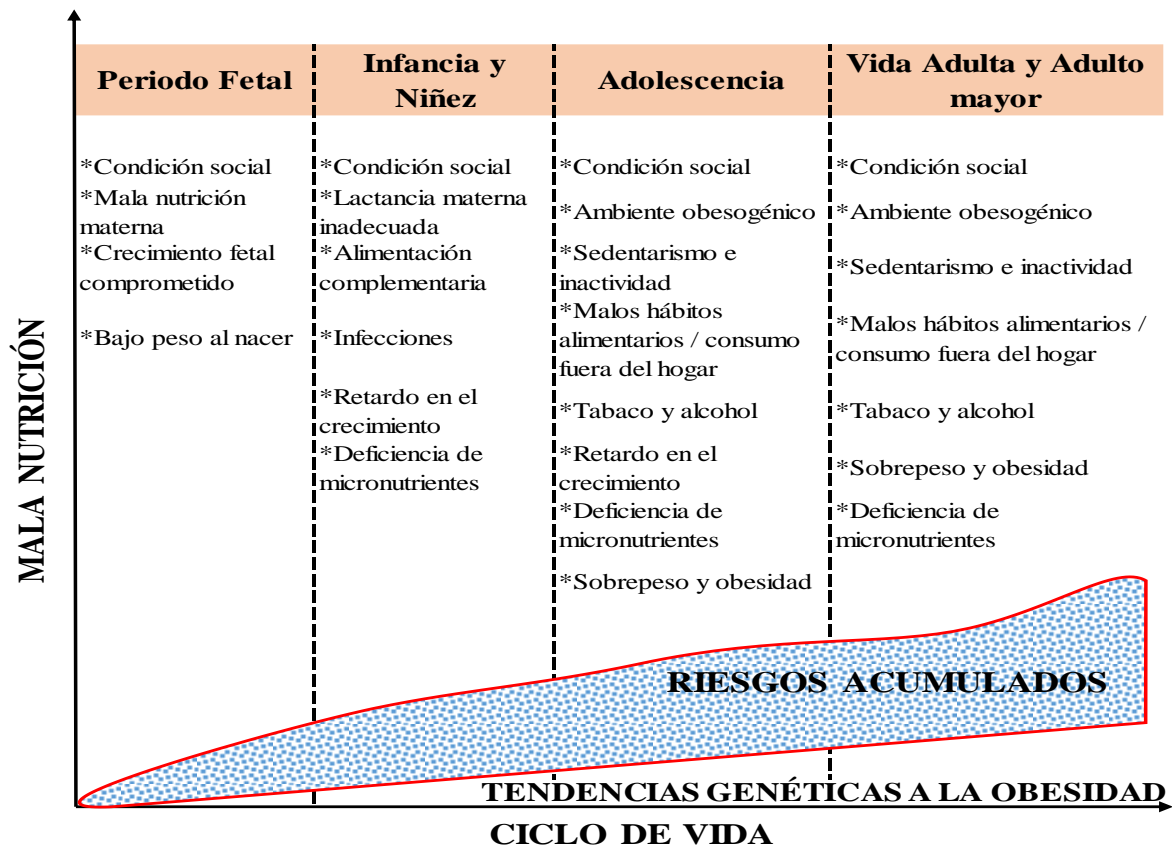 MALA NUTRICIÓN
Periodo Fetal
*Condición social
*Mala nutrición
materna
*Crecimiento fetal
comprometido
*Bajo peso al nacer
Infancia y
Niñez
*Condición social
*Lactancia materna
inadecuada
*Alimentación
complementaria
*Infecciones
*Retardo en el
crecimiento
*Deficiencia de
micronutrientes
Adolescencia
*Condición social
*Ambiente obesogénico
*Sedentarismo e
inactividad
*Malos hábitos
alimentarios / consumo
fuera del hogar
*Tabaco y alcohol
*Retardo en el
crecimiento
*Deficiencia de
micronutrientes
*Sobrepeso y obesidad
Vida Adulta y Adulto
mayor
*Condición social
*Ambiente obesogénico
*Sedentarismo e inactividad
*Malos hábitos alimentarios /
consumo fuera del hogar
*Tabaco y alcohol
*Sobrepeso y obesidad
*Deficiencia de
micronutrientes
RIESGOS ACUMULADOS
TENDENCIAS GENÉTICAS A LA OBESIDAD
CICLO DE VIDA